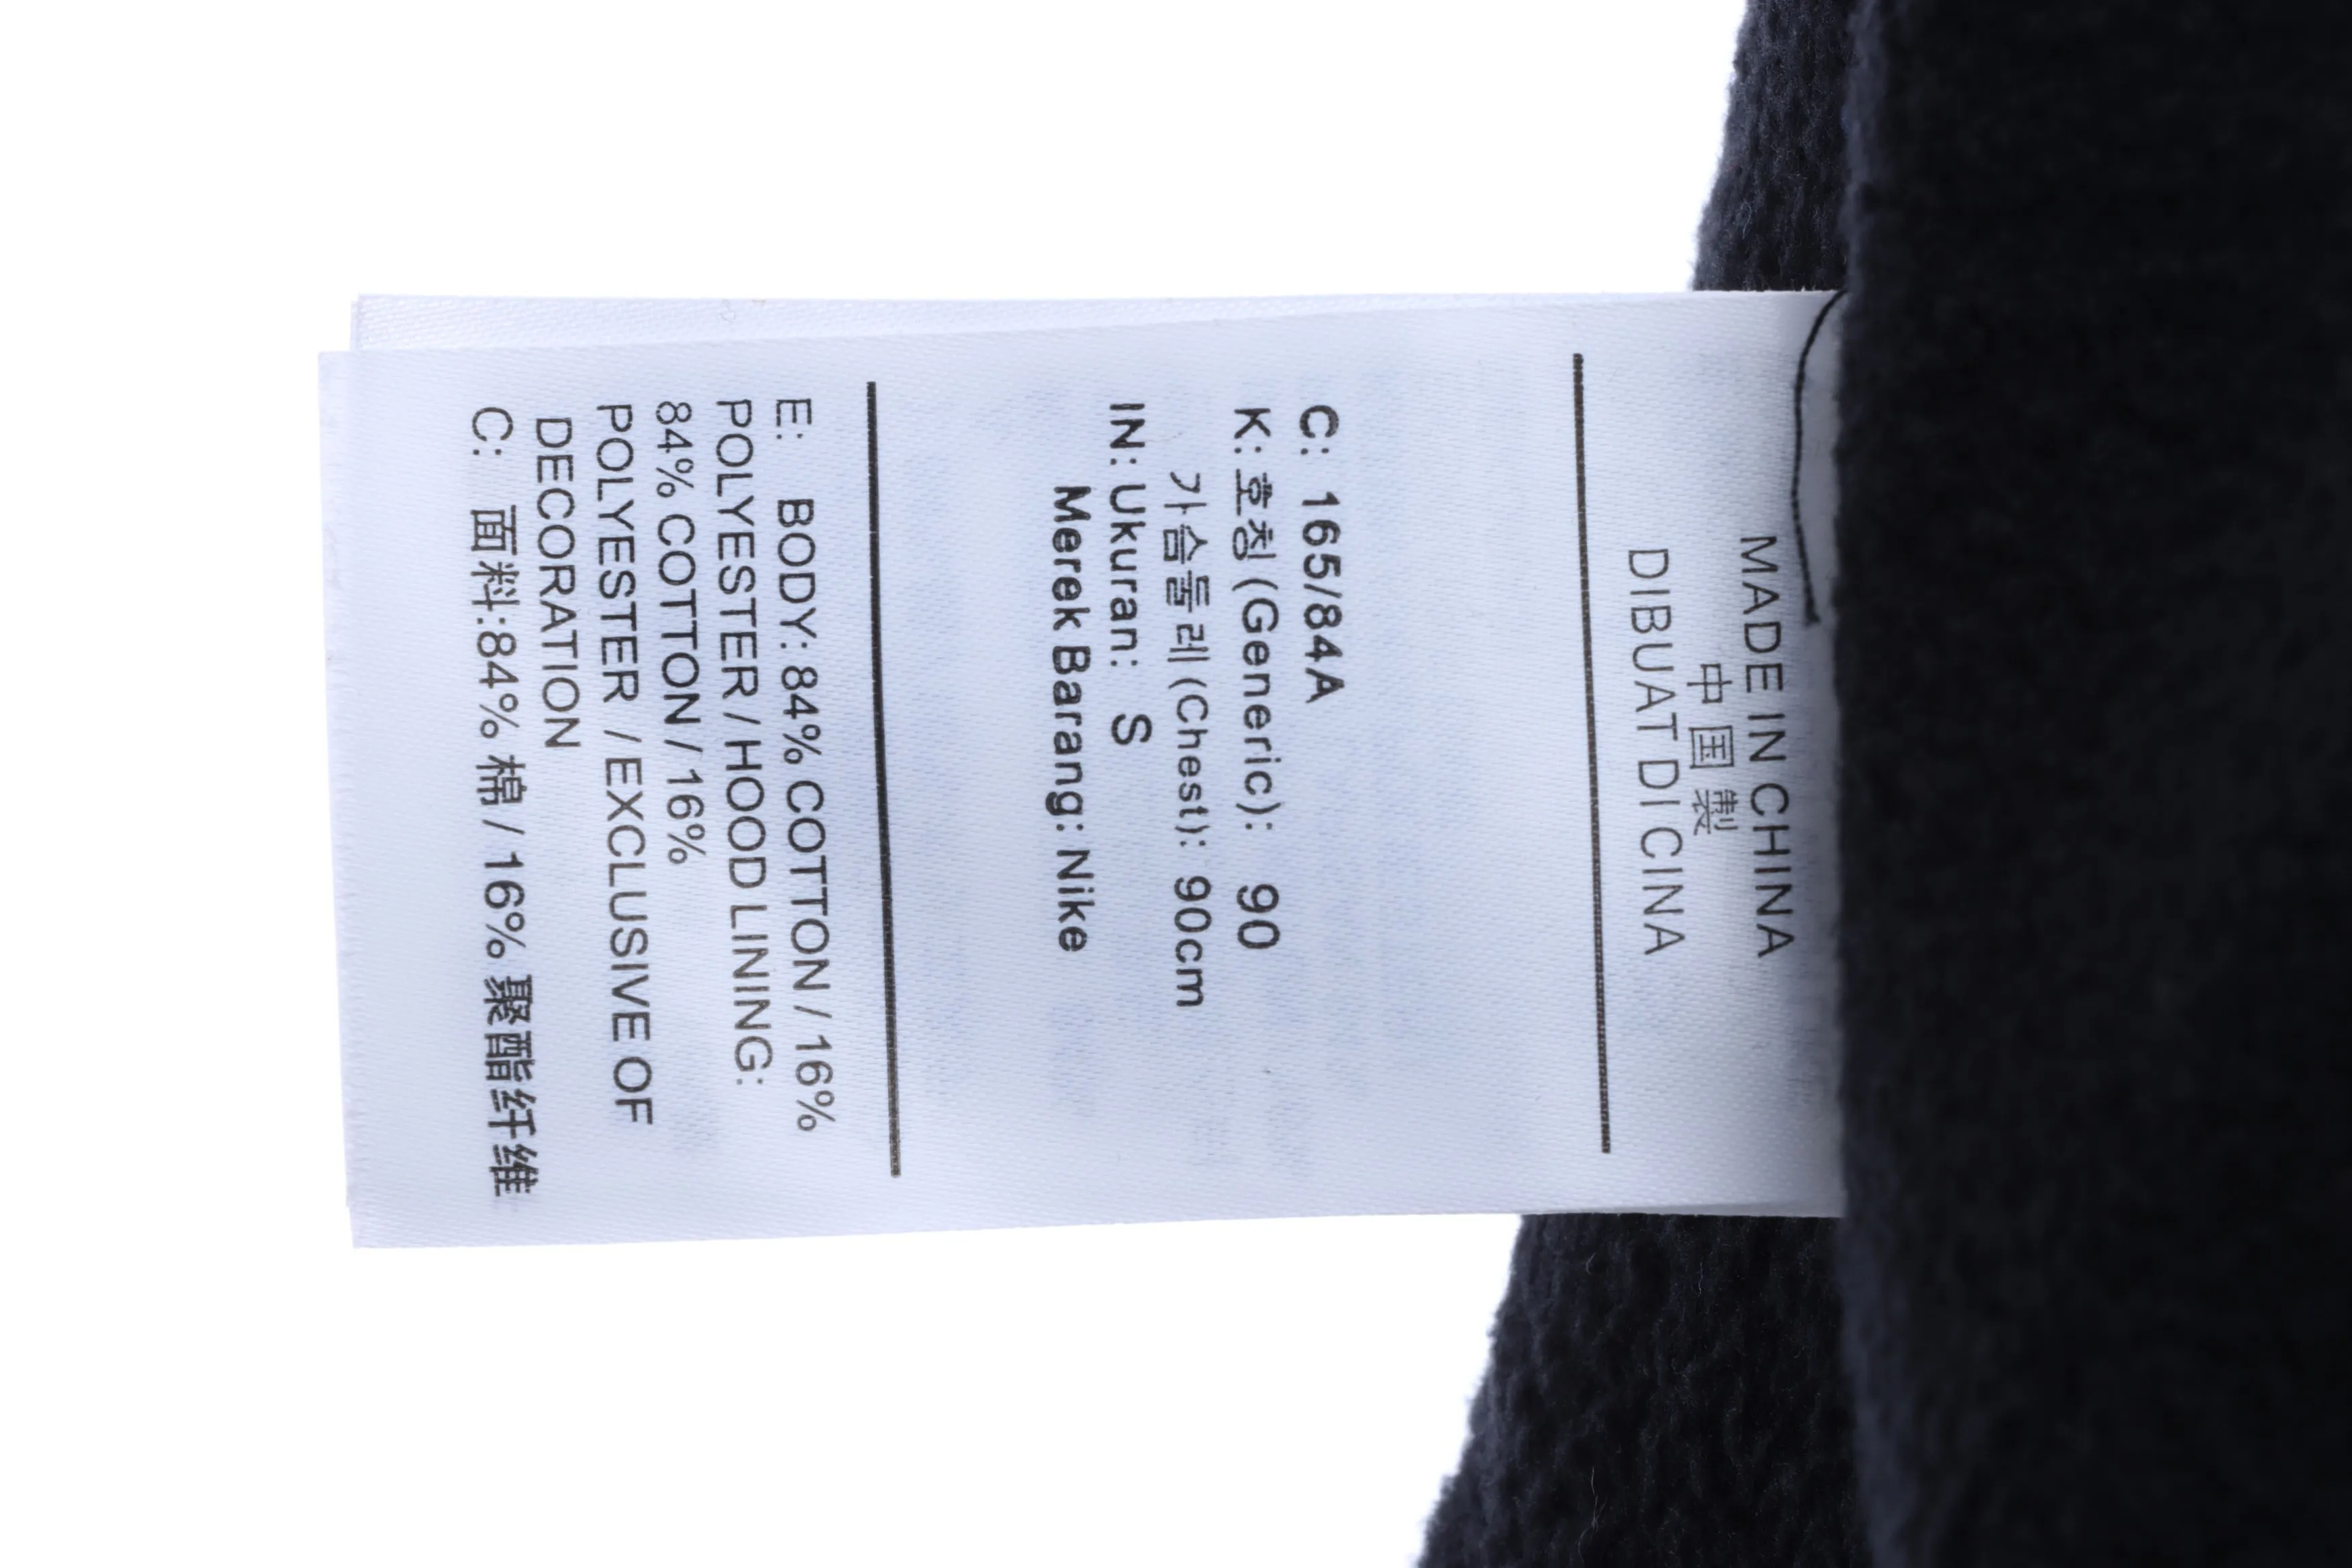 MADE IN CHINA
中国製
DIBUAT DI CINA
C: 165/84A
K: 호칭 (Generic): 90
가슴둘레 (Chest): 90cm
IN: Ukuran: S
Merek Barang: Nike
E: BODY: 84% COTTON / 16%
POLYESTER / HOOD LINING:
84% COTTON / 16%
POLYESTER / EXCLUSIVE OF
DECORATION
C: 面料:84% 棉 / 16% 聚酯纤维